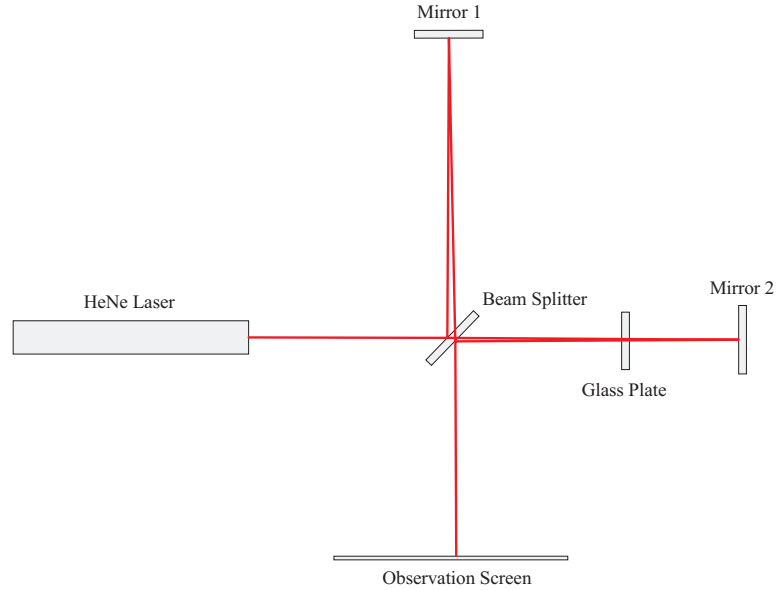 Mirror 1
HeNe Laser
Beam Splitter
Mirror 2
Glass Plate
Observation Screen